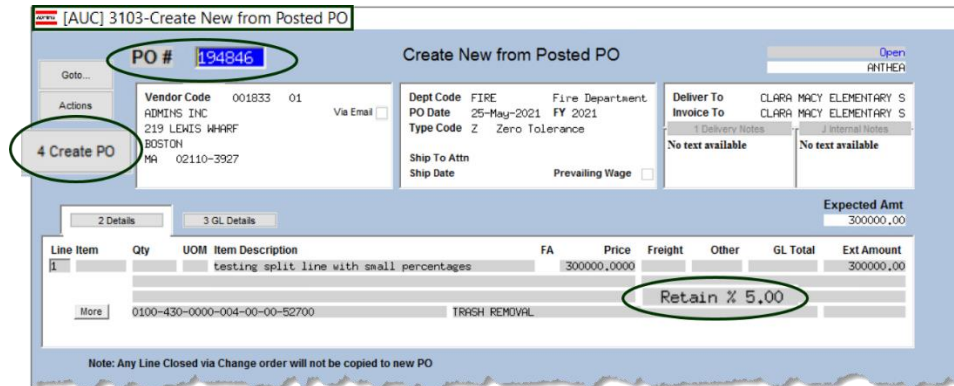 [AUC] 3103-Create New from Posted PO
PO # 194846 Create New from Posted PO Open
ANTHEA
Goto...
Actions
4 Create PO
Vendor Code 001833 01
ADMINS INC Via Email
219 LEWIS WHARF
BOSTON
MA 02110-3927
Dept Code FIRE Fire Department
PO Date 25-May-2021 FY 2021
Type Code Z Zero Tolerance
Ship To Attn
Ship Date Prevailing Wage
Deliver To CLARA MACY ELEMENTARY S
Invoice To CLARA MACY ELEMENTARY S
1 Delivery Notes J Internal Notes
No text available No text available
Expected Amt
300000.00
2 Details 3 GL Details
Line Item Qty UOM Item Description FA Price Freight Other GL Total Ext Amount
1 testing split line with small percentages 300000.0000 300000.00
Retain % 5.00
More 0100-430-0000-004-00-00-52700 TRASH REMOVAL
Note: Any Line Closed via Change order will not be copied to new PO